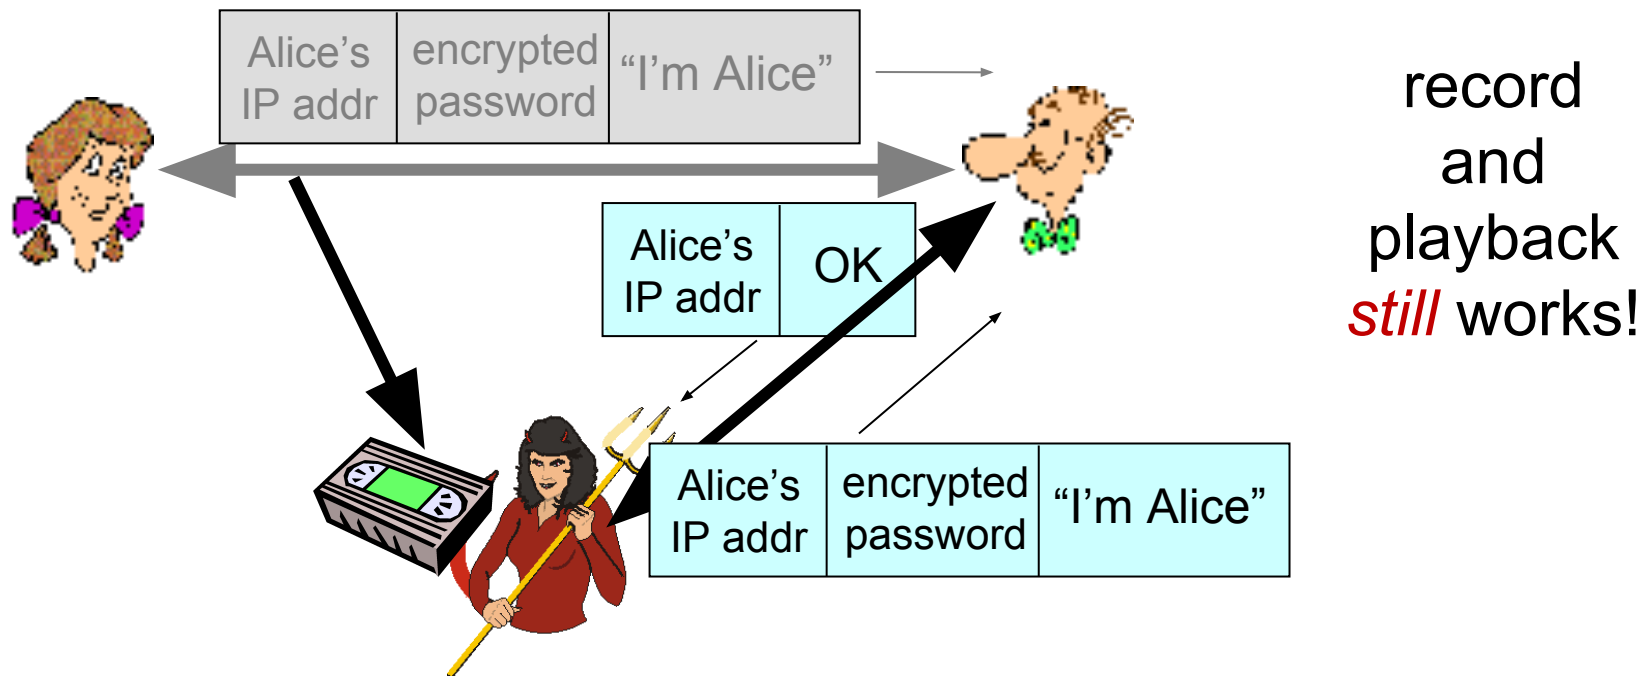 Alice’s
IP addr
encrypted
password
“I’m Alice”
record
and
playback
still works!
Alice’s
IP addr
OK
Alice’s
IP addr
encrypted
password
“I’m Alice”